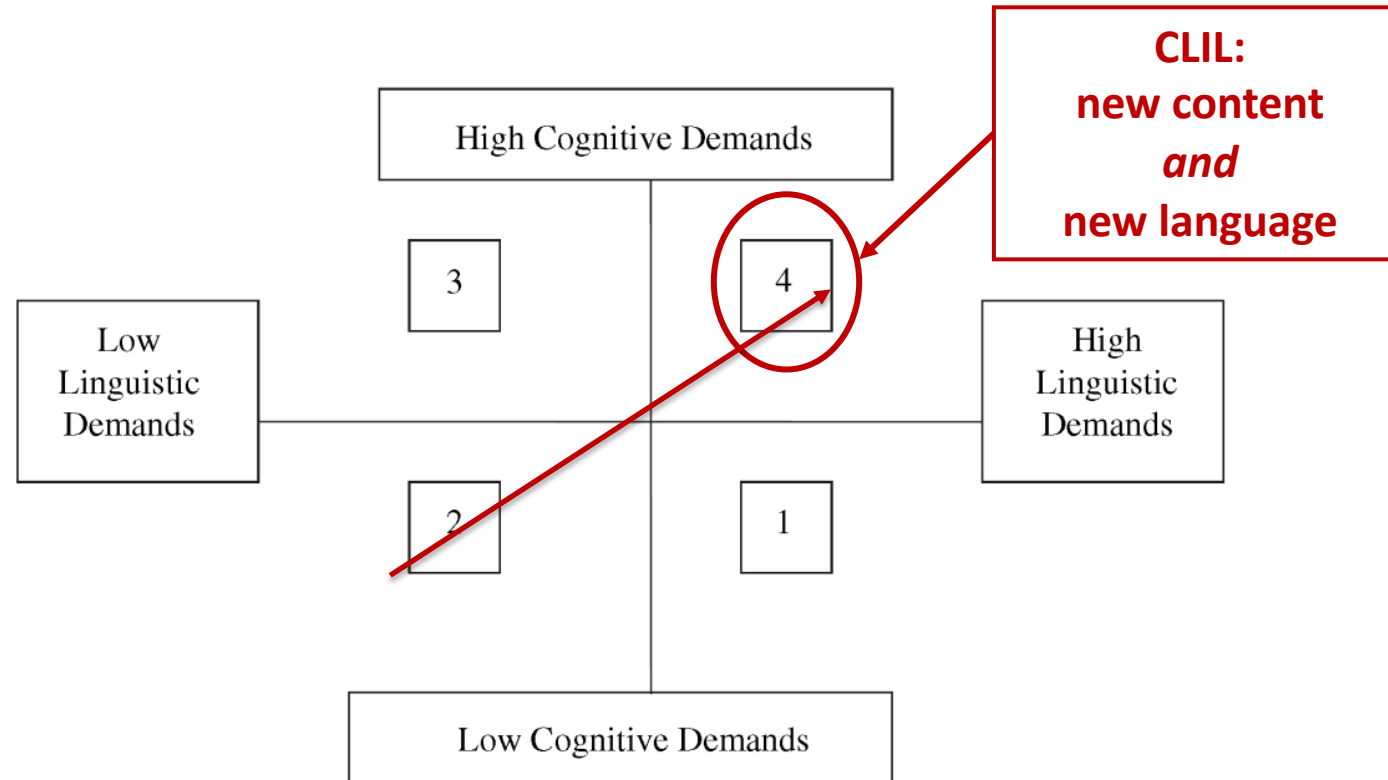 CLIL:
new content
and
new language
High Cognitive Demands
3
4
Low
Linguistic
Demands
High
Linguistic
Demands
2
1
Low Cognitive Demands